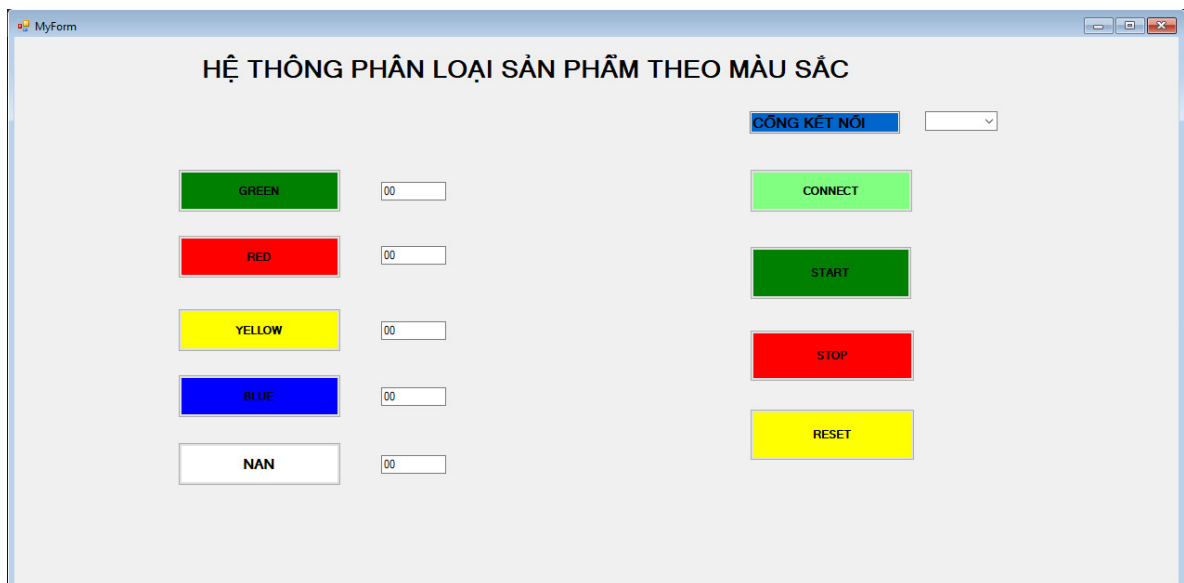 MyForm
HỆ THỐNG PHÂN LOẠI SẢN PHẨM THEO MÀU SẮC
CỔNG KẾT NỐI
GREEN 00
CONNECT
RED 00
START
YELLOW 00
STOP
BLUE 00
RESET
NAN 00